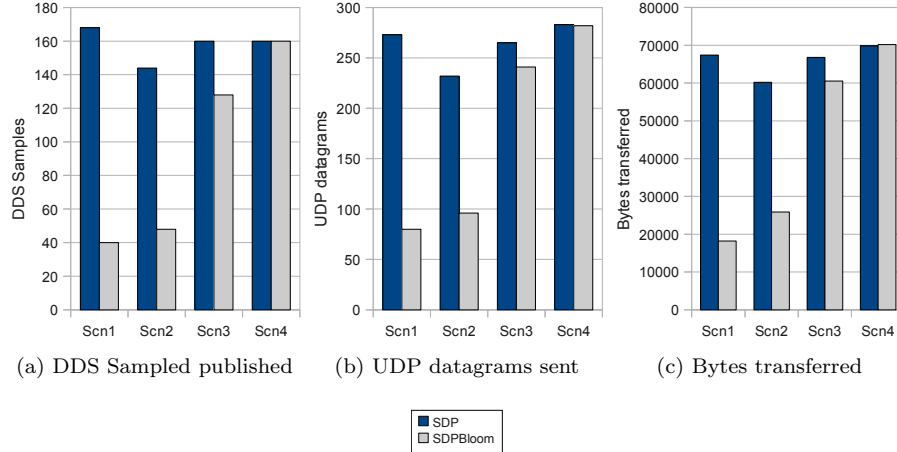 180
160
140
120
100
80
60
40
20
0
DDS Samples
Scn1 Scn2 Scn3 Scn4
(a) DDS Sampled published
300
250
200
150
100
50
0
UDP datagrams
Scn1 Scn2 Scn3 Scn4
(b) UDP datagrams sent
80000
70000
60000
50000
40000
30000
20000
10000
0
Bytes transferred
Scn1 Scn2 Scn3 Scn4
(c) Bytes transferred
SDP
SDPBloom